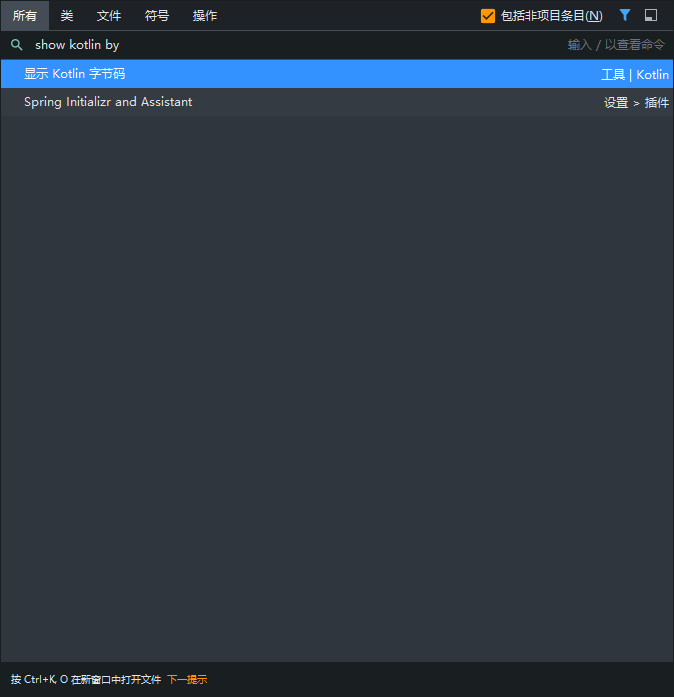 所有 类 文件 符号 操作 包括非项目条目(N)
show kotlin by 输入 / 以查看命令
显示 Kotlin 字节码 工具 | Kotlin
Spring Initializr and Assistant 设置 > 插件
按 Ctrl+K, O 在新窗口中打开文件 下一提示